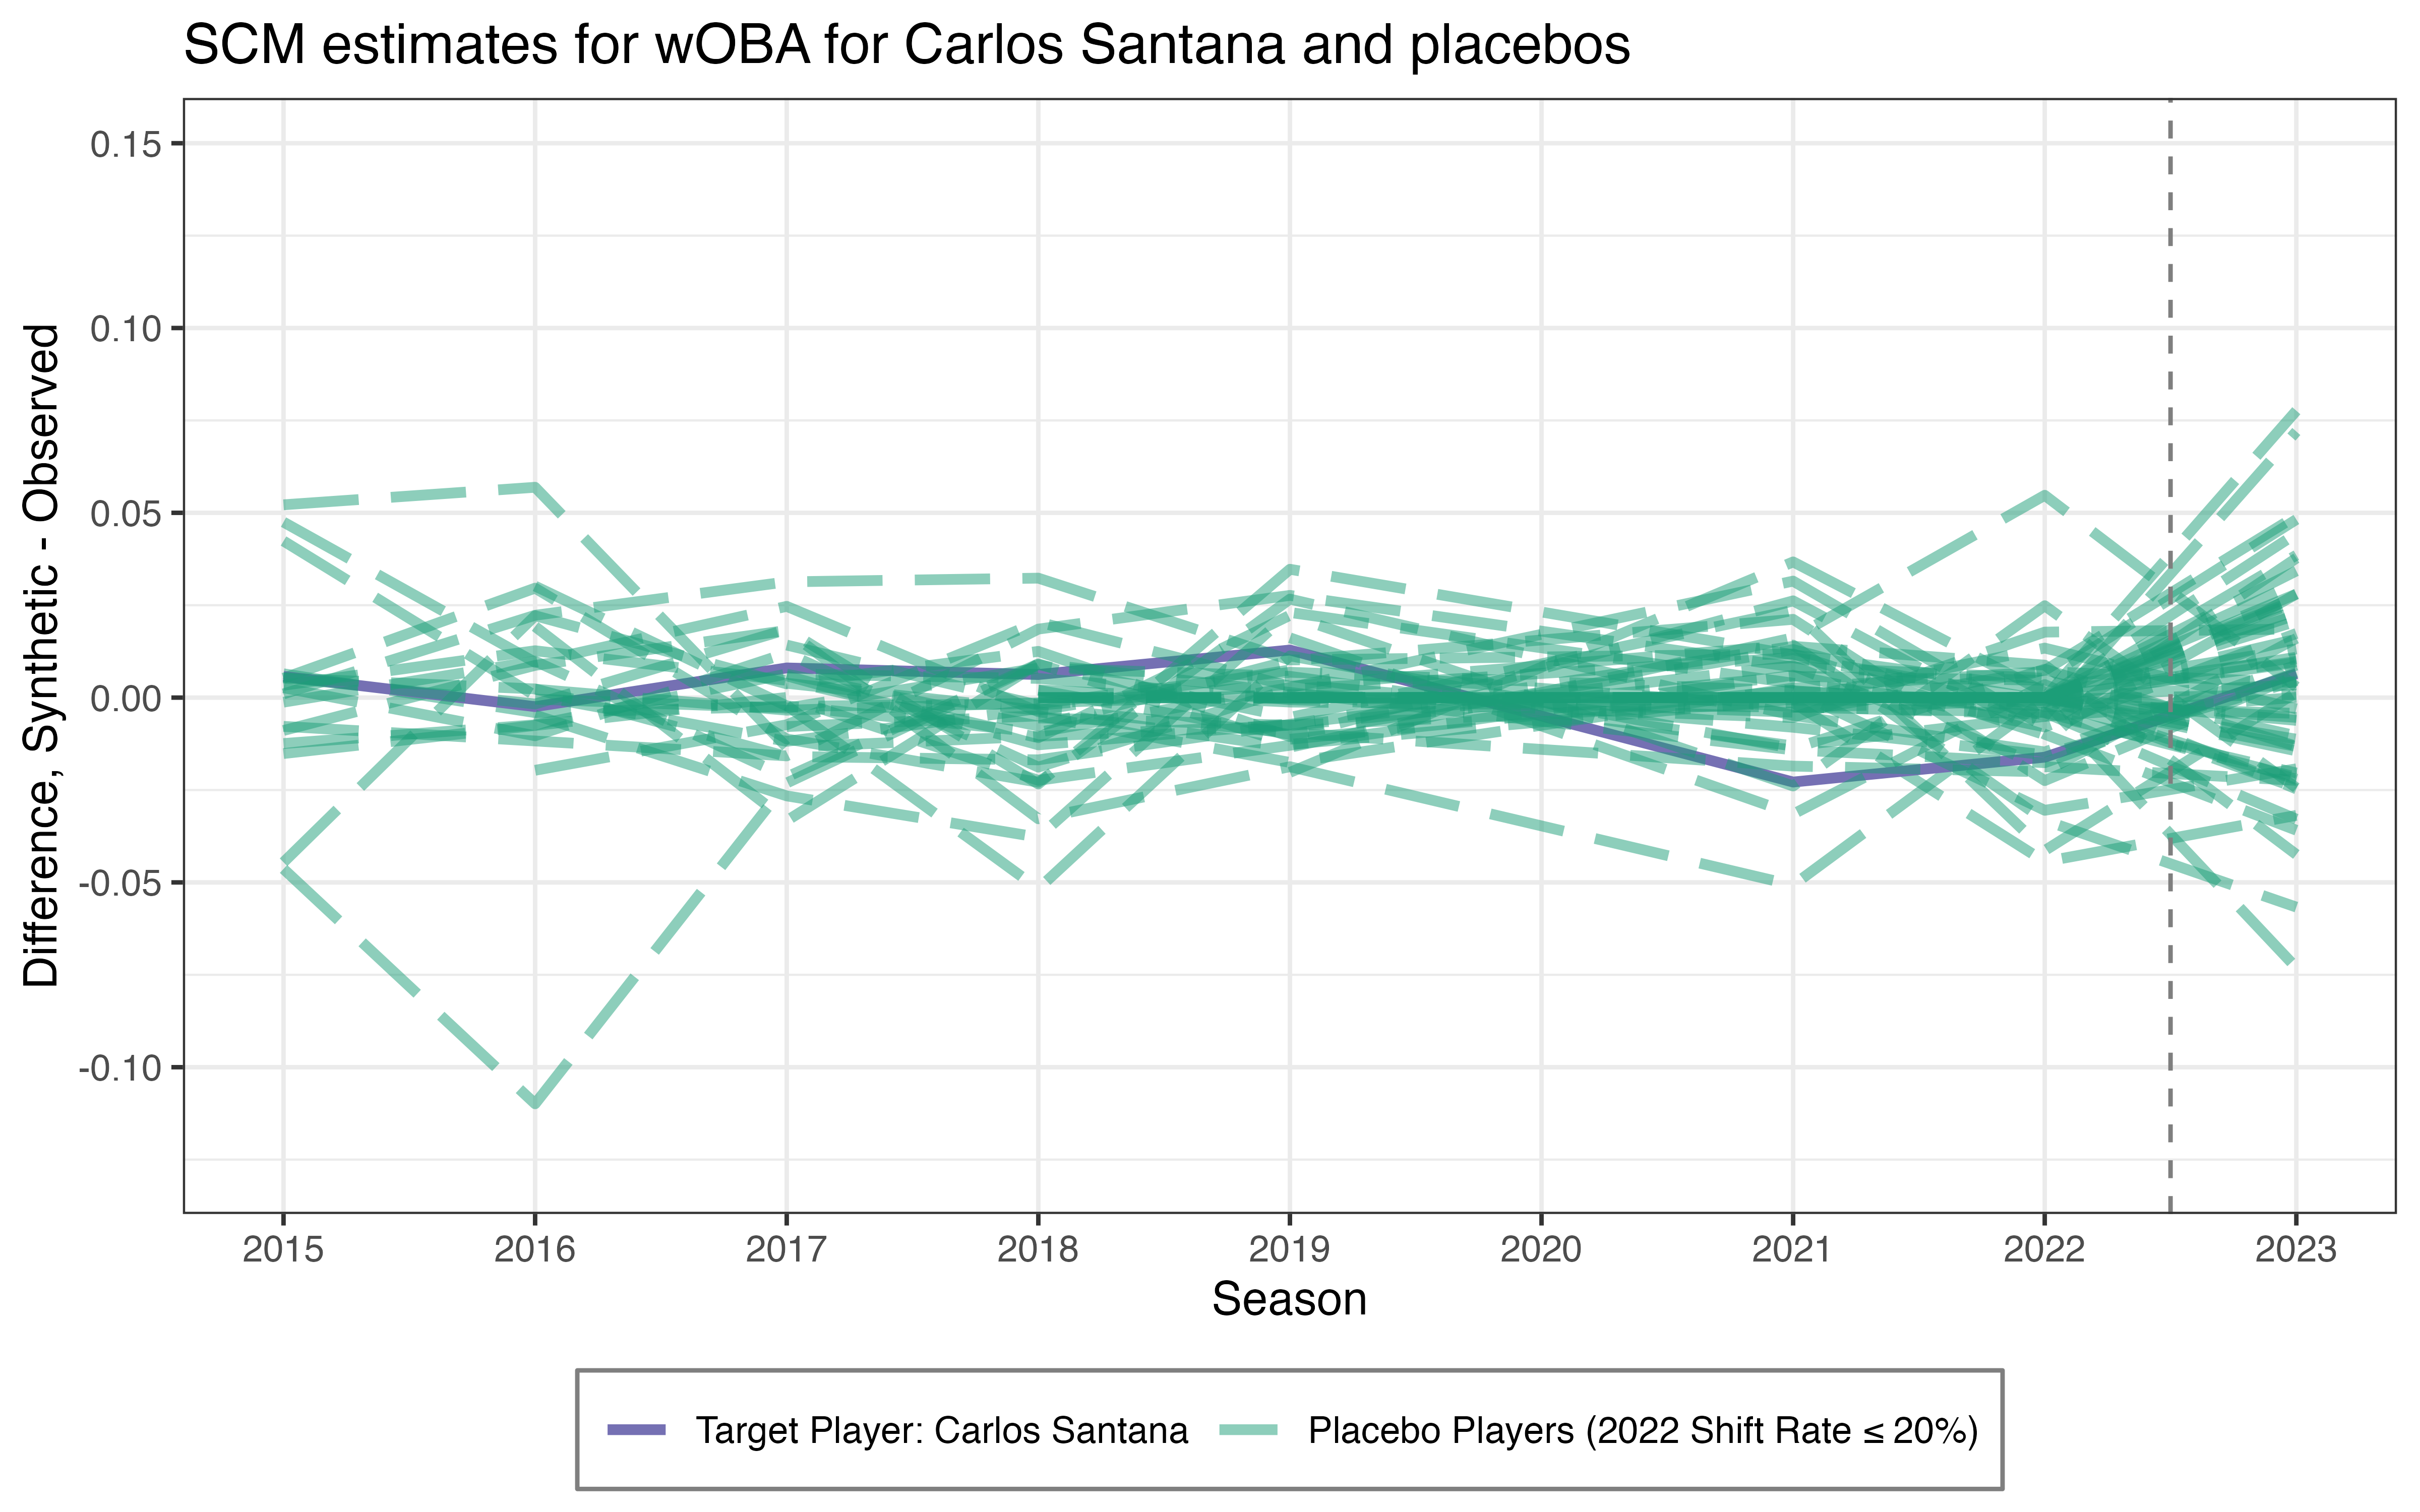 SCM estimates for wOBA for Carlos Santana and placebos
Difference, Synthetic - Observed
0.15
0.10
0.05
0.00
-0.05
-0.10
2015 2016 2017 2018 2019 2020 2021 2022 2023
Season
Target Player: Carlos Santana Placebo Players (2022 Shift Rate ≤ 20%)